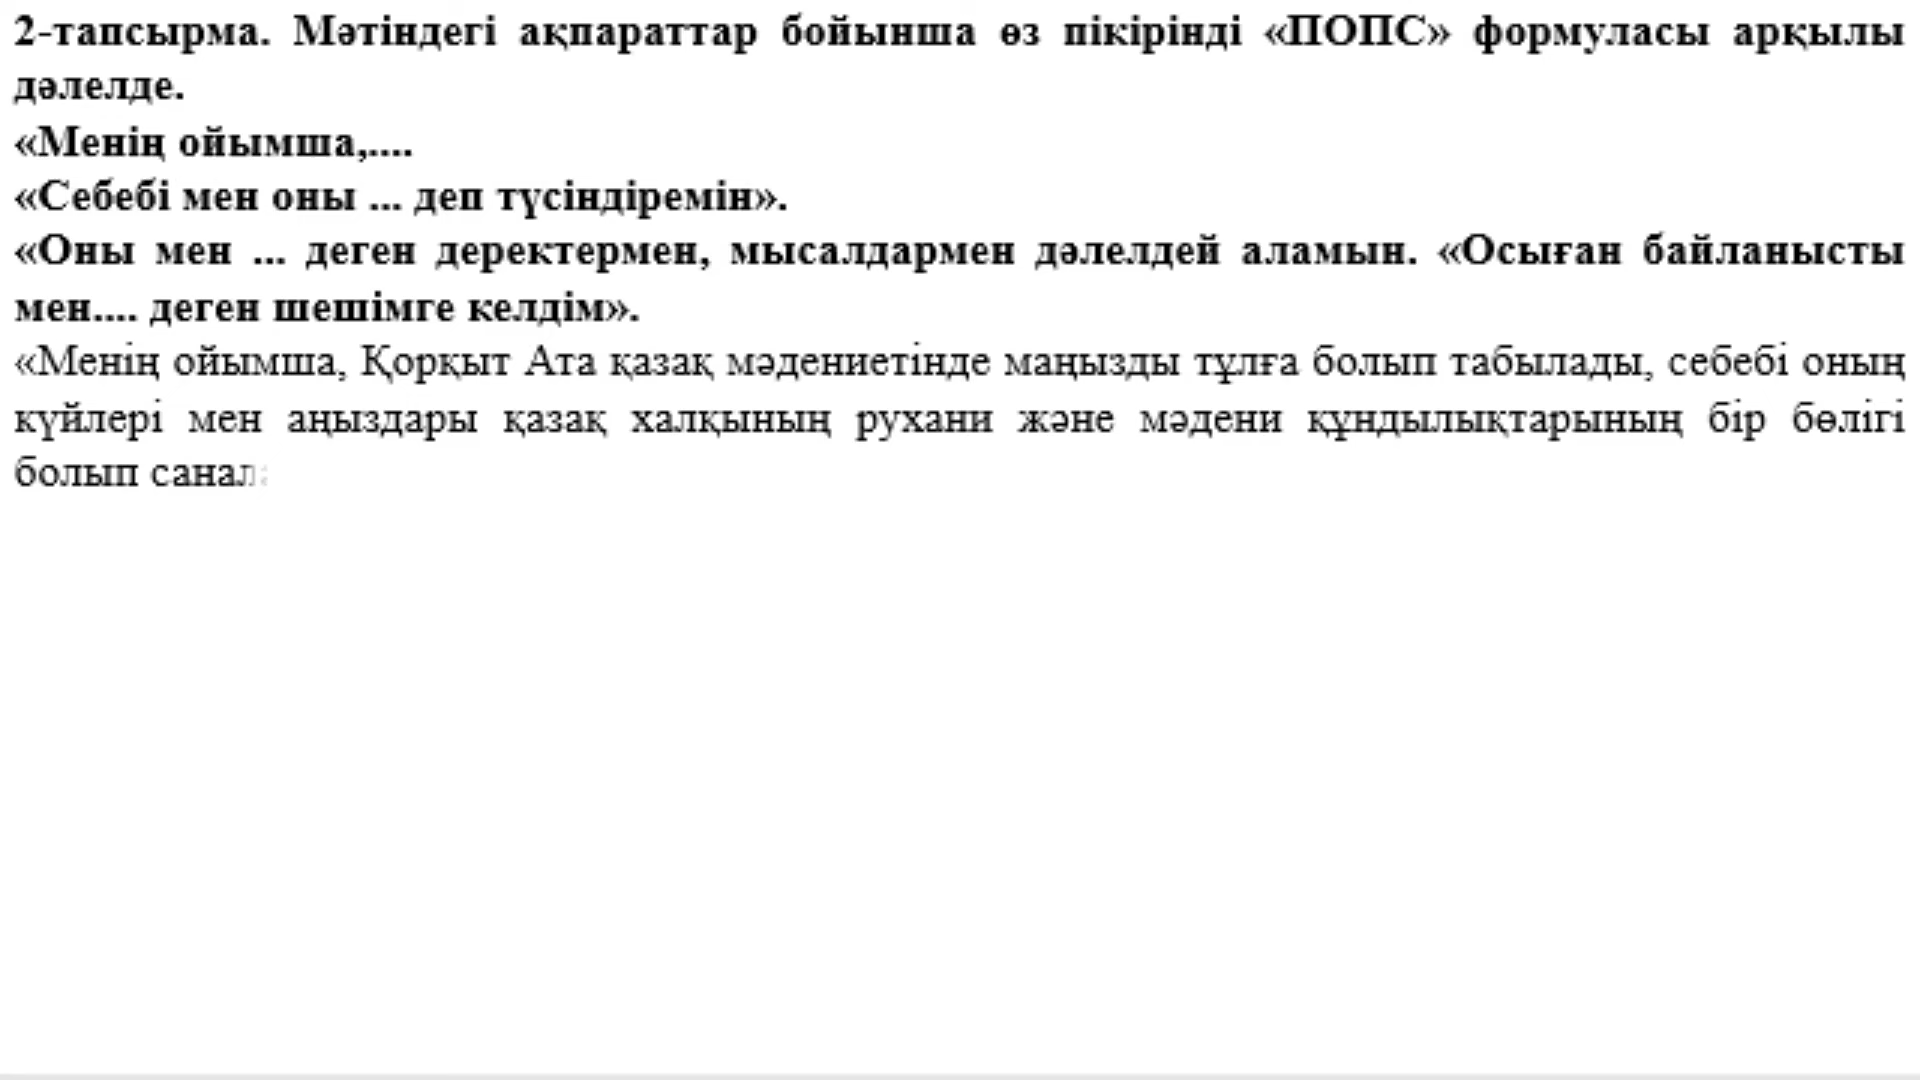 2-тапсырма. Мәтіндегі ақпараттар бойынша өз пікірінді «ПОПС» формуласы арқылы
дәлелде.
«Менің ойымша,....
«Себебі мен оны ... деп түсіндіремін».
«Оны мен ... деген деректермен, мысалдармен дәлелдей аламын. «Осыған байланысты
мен.... деген шешімге келдім».
«Менің ойымша, Қорқыт Ата қазақ мәдениетінде маңызды тұлға болып табылады, себебі оның
күйлері мен аңыздары қазақ халқының рухани және мәдени құндылықтарының бір бөлігі
болып санал